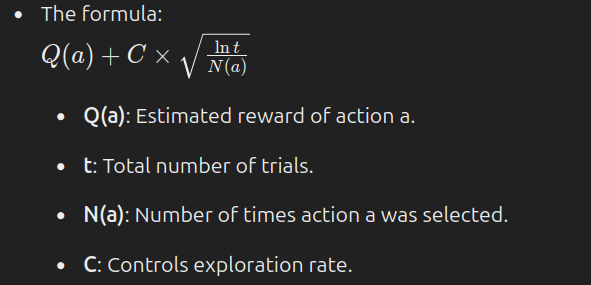 The formula:
Q(a) + C × √(ln t / N(a))
Q(a): Estimated reward of action a.
t: Total number of trials.
N(a): Number of times action a was selected.
C: Controls exploration rate.